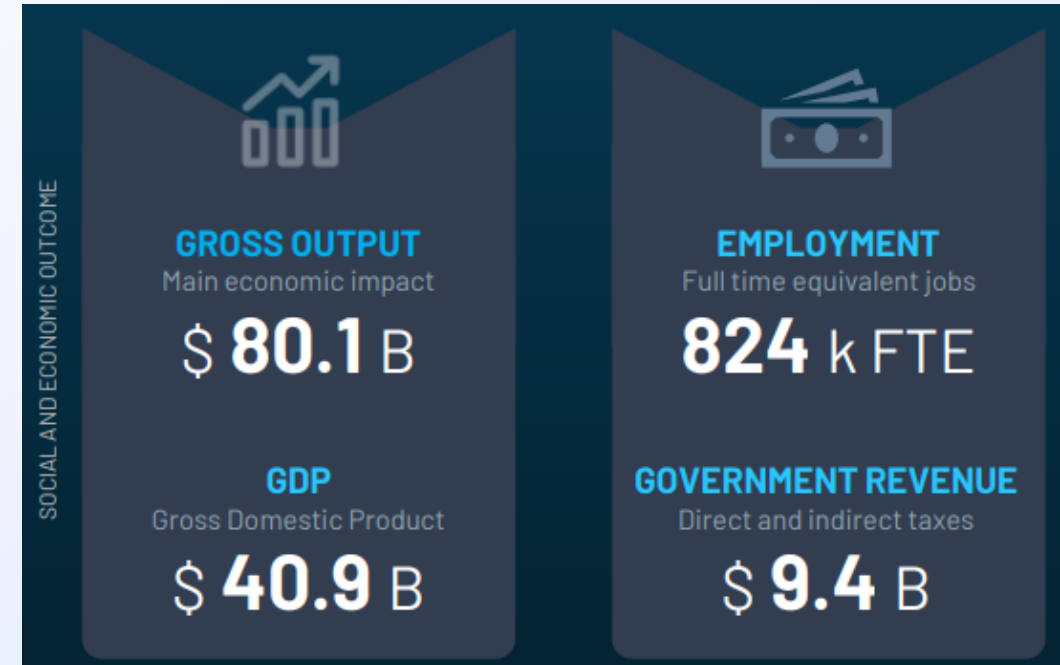 SOCIAL AND ECONOMIC OUTCOME
GROSS OUTPUT
Main economic impact
$ 80.1 B
GDP
Gross Domestic Product
$ 40.9 B
EMPLOYMENT
Full time equivalent jobs
824 k FTE
GOVERNMENT REVENUE
Direct and indirect taxes
$ 9.4 B